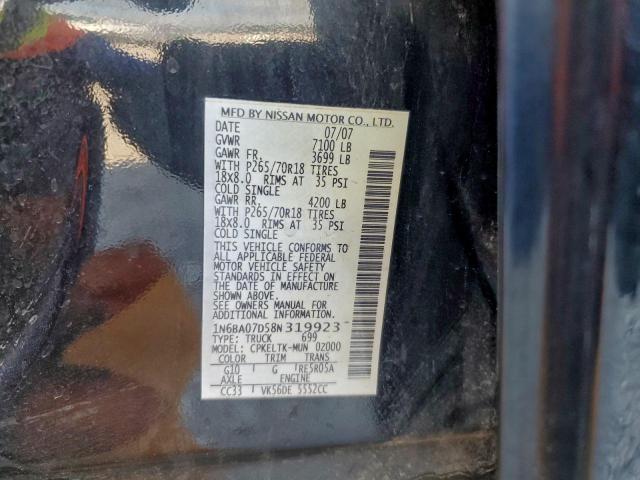 MFD BY NISSAN MOTOR CO., LTD.
DATE 07/07
GVWR 7100 LB
GAWR FR. 3699 LB
WITH P265/70R18 TIRES
18X8.0 RIMS AT 35 PSI
COLD SINGLE
GAWR RR. 4200 LB
WITH P265/70R18 TIRES
18X8.0 RIMS AT 35 PSI
COLD SINGLE
THIS VEHICLE CONFORMS TO
ALL APPLICABLE FEDERAL
MOTOR VEHICLE SAFETY
STANDARDS IN EFFECT ON
THE DATE OF MANUFACTURE
SHOWN ABOVE.
SEE OWNERS MANUAL FOR
ADDITIONAL INFORMATION
1N6BA07D58N319923
TYPE: TRUCK 699
MODEL: CPKELTK-MUN 0Z000
COLOR TRIM TRANS
G10 G RE5R05A
AXLE ENGINE
CC33 VK56DE 5552CC